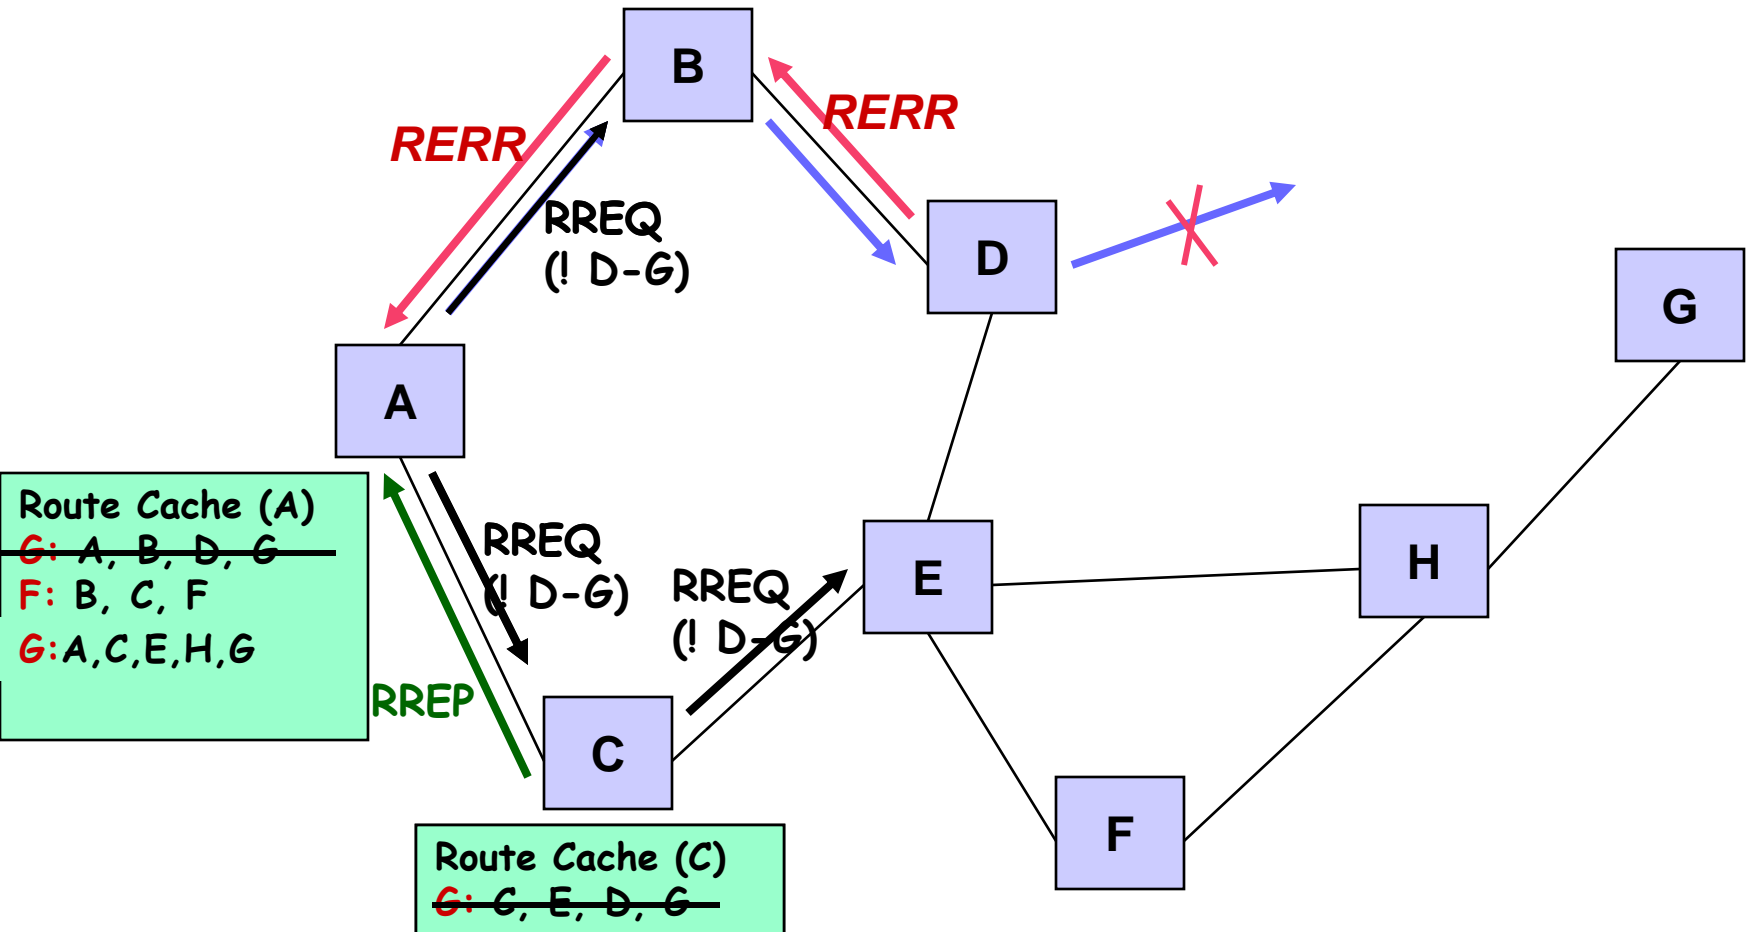 B
RERR
RERR
RREQ
(! D-G)
D
G
A
Route Cache (A)
G: A, B, D, G
F: B, C, F
G:A,C,E,H,G
RREQ
(! D-G)
RREQ
(! D-G)
E
H
RREP
C
F
Route Cache (C)
G: C, E, D, G